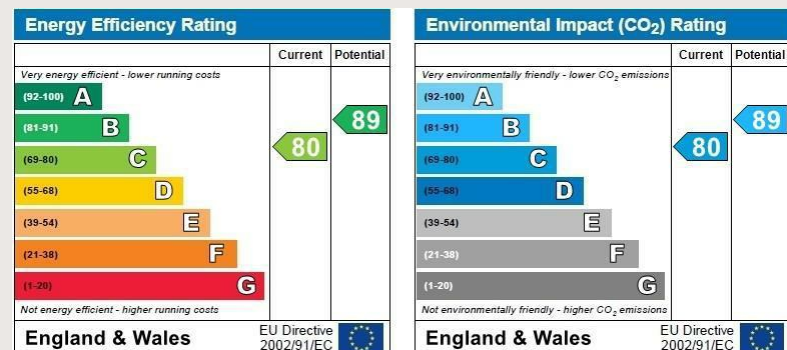 Energy Efficiency Rating
Current Potential
Very energy efficient - lower running costs
(92-100) A
(81-91) B
(69-80) C
(55-68) D
(39-54) E
(21-38) F
(1-20) G
80
89
Not energy efficient - higher running costs
England & Wales
EU Directive
2002/91/EC
Environmental Impact (CO₂) Rating
Current Potential
Very environmentally friendly - lower CO₂ emissions
(92-100) A
(81-91) B
(69-80) C
(55-68) D
(39-54) E
(21-38) F
(1-20) G
80
89
Not environmentally friendly - higher CO₂ emissions
England & Wales
EU Directive
2002/91/EC